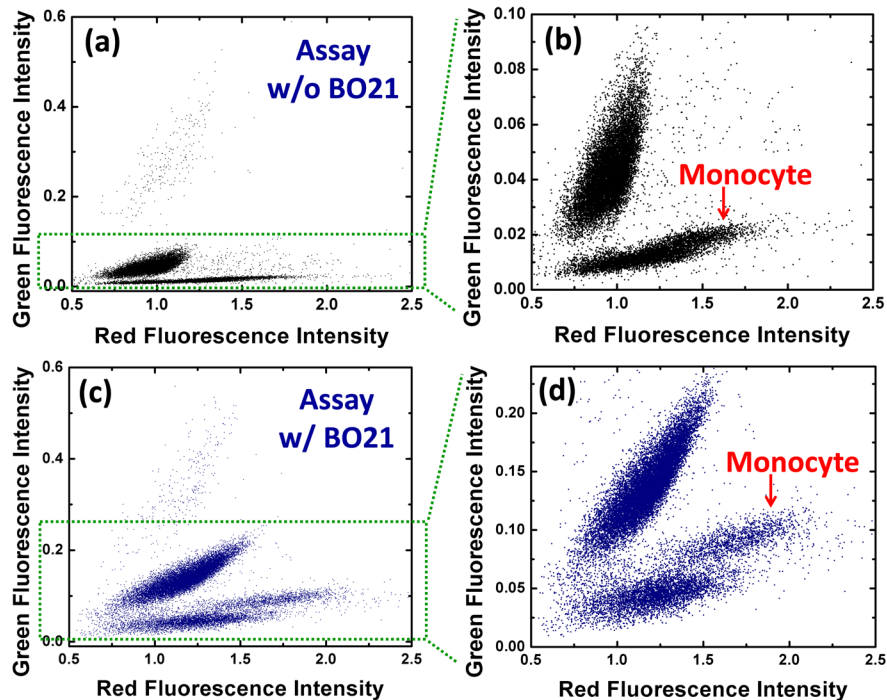 (a)
Assay
w/o BO21
Green Fluorescence Intensity
0.6
0.4
0.2
0.0
0.5 1.0 1.5 2.0 2.5
Red Fluorescence Intensity
(b)
Monocyte
Green Fluorescence Intensity
0.10
0.08
0.06
0.04
0.02
0.00
0.5 1.0 1.5 2.0 2.5
Red Fluorescence Intensity
(c)
Assay
w/ BO21
Green Fluorescence Intensity
0.6
0.4
0.2
0.0
0.5 1.0 1.5 2.0 2.5
Red Fluorescence Intensity
(d)
Monocyte
Green Fluorescence Intensity
0.20
0.15
0.10
0.05
0.00
0.5 1.0 1.5 2.0 2.5
Red Fluorescence Intensity